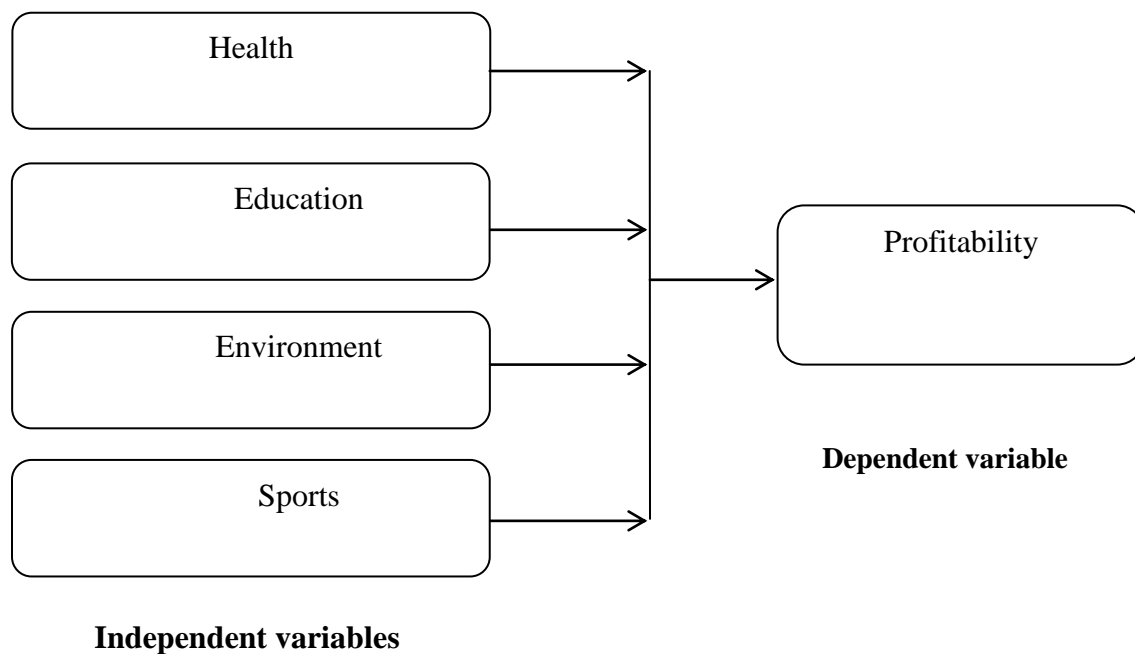 Health
Education
Environment
Sports
Independent variables
Profitability
Dependent variable